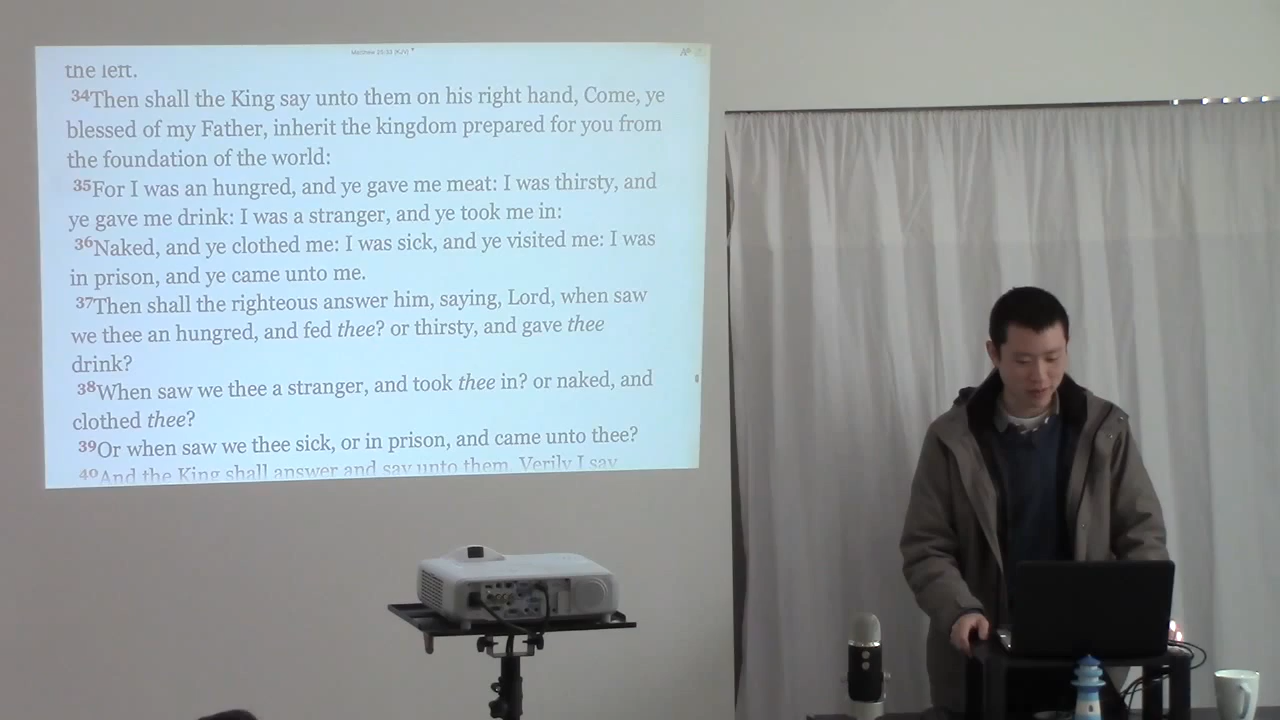 Matthew 25:33 (KJV)
the left.
34Then shall the King say unto them on his right hand, Come, ye
blessed of my Father, inherit the kingdom prepared for you from
the foundation of the world:
35For I was an hungred, and ye gave me meat: I was thirsty, and
ye gave me drink: I was a stranger, and ye took me in:
36Naked, and ye clothed me: I was sick, and ye visited me: I was
in prison, and ye came unto me.
37Then shall the righteous answer him, saying, Lord, when saw
we thee an hungred, and fed thee? or thirsty, and gave thee
drink?
38When saw we thee a stranger, and took thee in? or naked, and
clothed thee?
39Or when saw we thee sick, or in prison, and came unto thee?
40And the King shall answer and say unto them, Verily I say